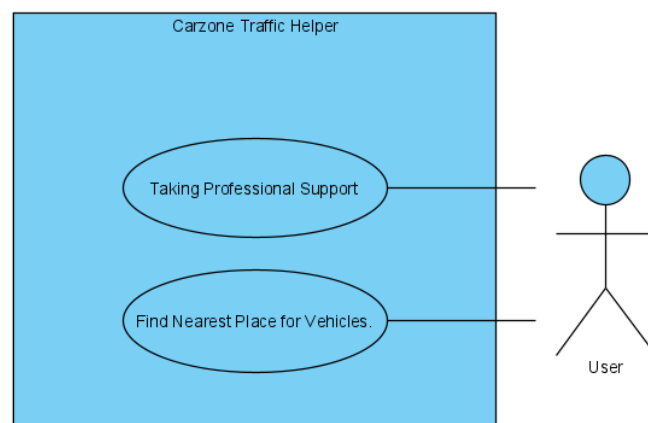 Carzone Traffic Helper
Taking Professional Support
Find Nearest Place for Vehicles.
User